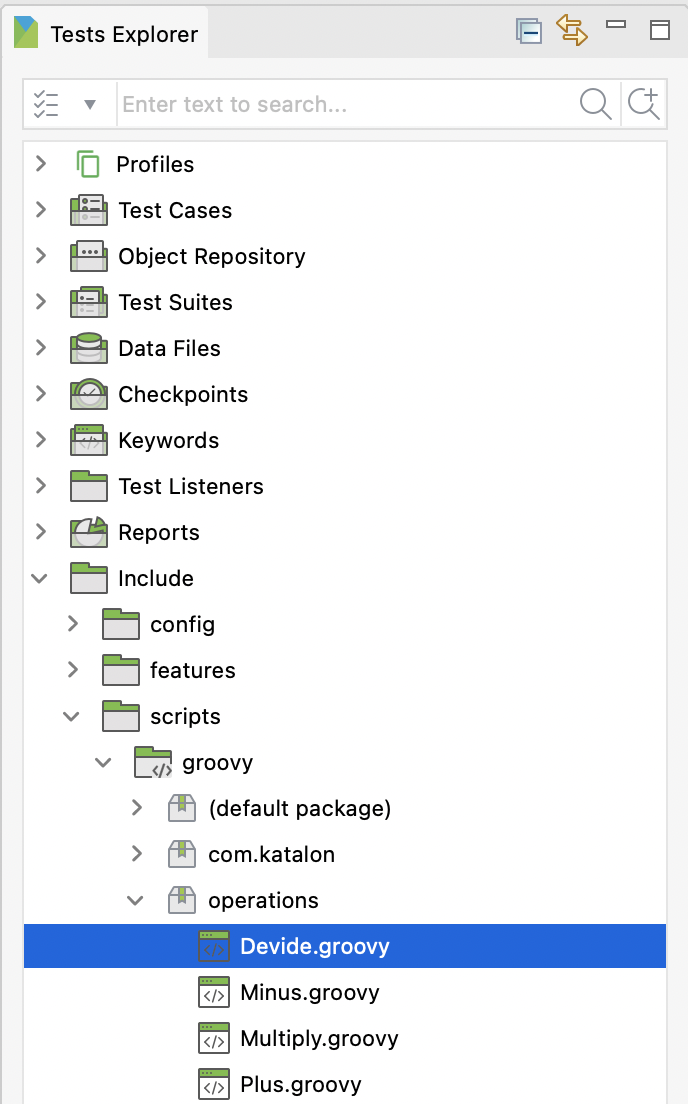 Tests Explorer
Enter text to search...
Profiles
Test Cases
Object Repository
Test Suites
Data Files
Checkpoints
Keywords
Test Listeners
Reports
Include
config
features
scripts
groovy
(default package)
com.katalon
operations
Devide.groovy
Minus.groovy
Multiply.groovy
Plus.groovy